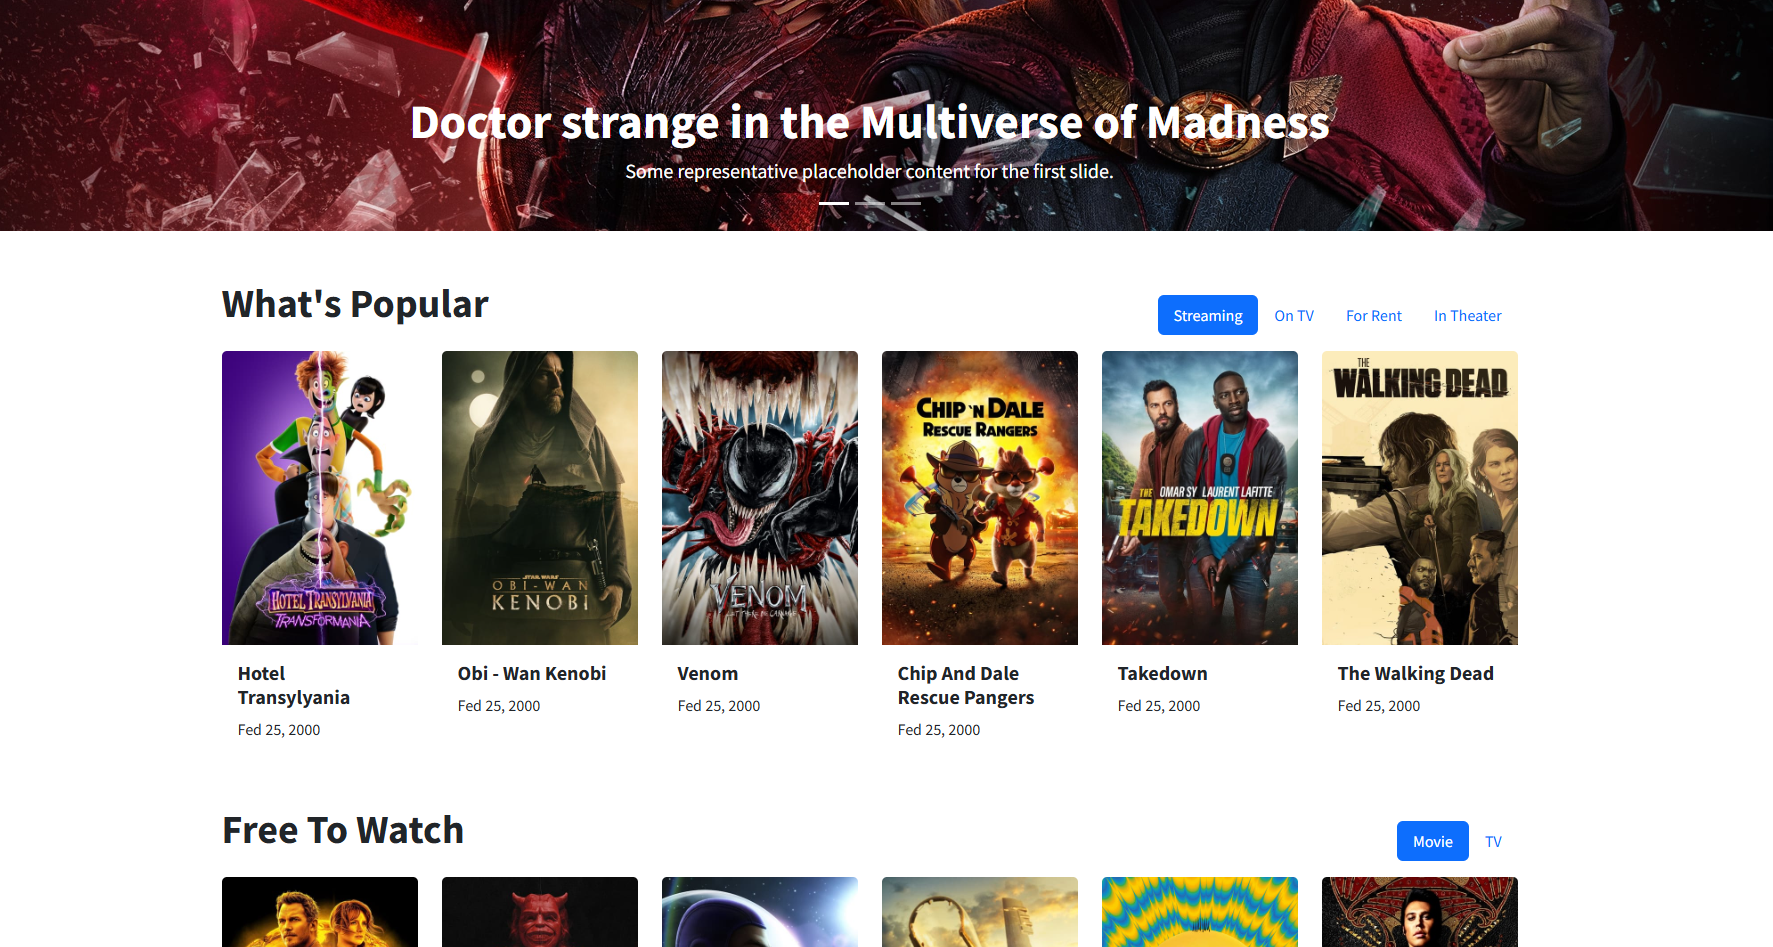 Doctor strange in the Multiverse of Madness
Some representative placeholder content for the first slide.
What's Popular
Streaming
On TV
For Rent
In Theater
HOTEL TRANSYLVANIA
TRANSFORMANIA
STAR WARS
OBI-WAN
KENOBI
VENOM
LET THERE BE CARNAGE
CHIP 'N DALE
RESCUE RANGERS
OMAR SY LAURENT LAFITTE
THE
TAKEDOWN
THE
WALKING DEAD
Hotel
Transylyania
Fed 25, 2000
Obi - Wan Kenobi
Fed 25, 2000
Venom
Fed 25, 2000
Chip And Dale
Rescue Pangers
Fed 25, 2000
Takedown
Fed 25, 2000
The Walking Dead
Fed 25, 2000
Free To Watch
Movie
TV